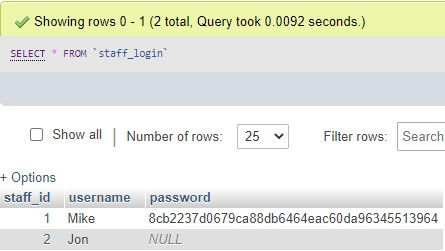 Showing rows 0 - 1 (2 total, Query took 0.0092 seconds.)
SELECT * FROM `staff_login`
Show all | Number of rows: 25 Filter rows: Search
+ Options
staff_id username password
1 Mike 8cb2237d0679ca88db6464eac60da96345513964
2 Jon NULL